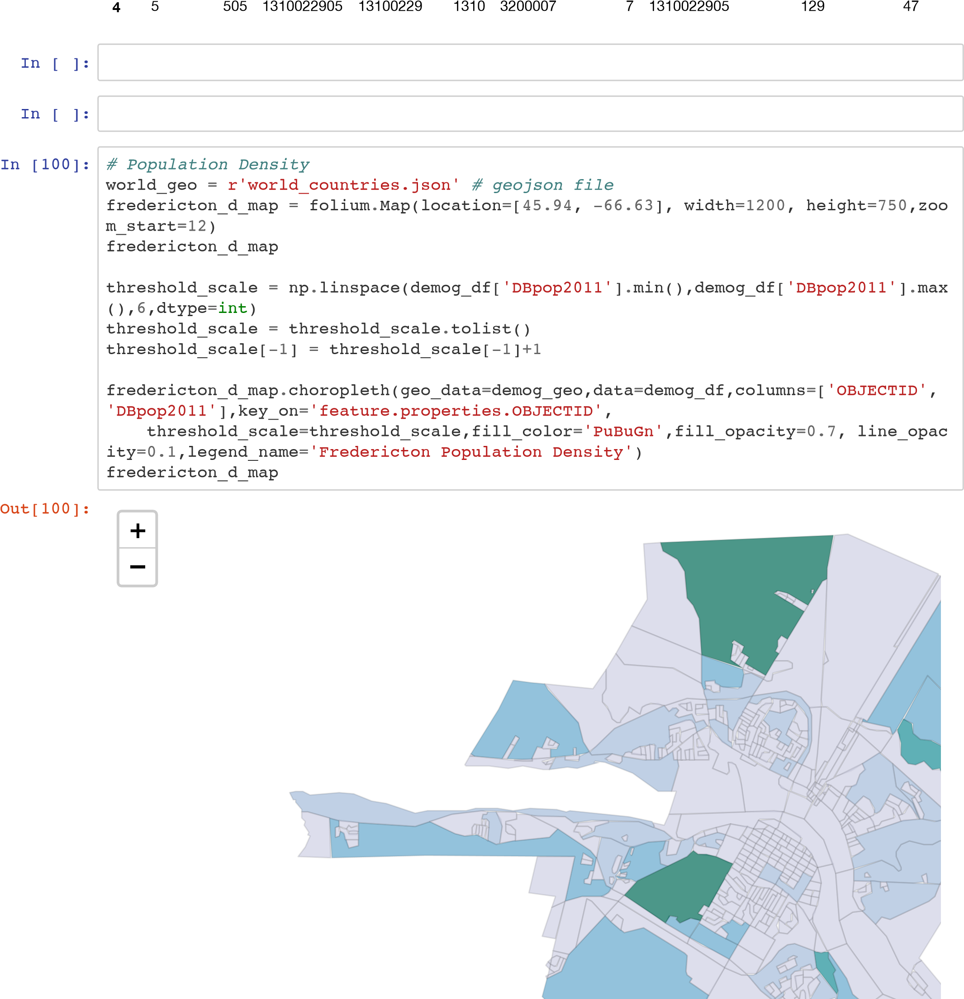 4 5 505 1310022905 13100229 1310 3200007 7 1310022905 129 47
In [ ]:
In [ ]:
In [100]:
# Population Density
world_geo = r'world_countries.json' # geojson file
fredericton_d_map = folium.Map(location=[45.94, -66.63], width=1200, height=750,zoo
m_start=12)
fredericton_d_map
threshold_scale = np.linspace(demog_df['DBpop2011'].min(),demog_df['DBpop2011'].max
(),6,dtype=int)
threshold_scale = threshold_scale.tolist()
threshold_scale[-1] = threshold_scale[-1]+1
fredericton_d_map.choropleth(geo_data=demog_geo,data=demog_df,columns=['OBJECTID',
'DBpop2011'],key_on='feature.properties.OBJECTID',
    threshold_scale=threshold_scale,fill_color='PuBuGn',fill_opacity=0.7, line_opac
ity=0.1,legend_name='Fredericton Population Density')
fredericton_d_map
Out[100]:
+
−